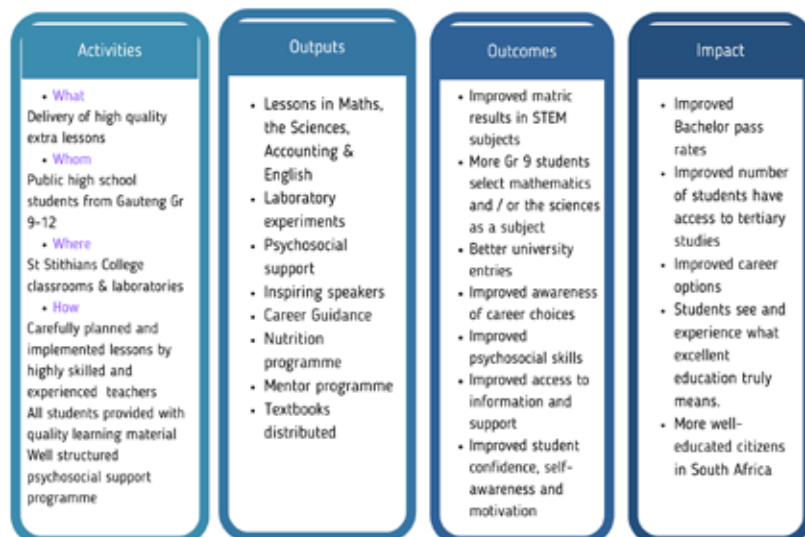 Activities
• What
Delivery of high quality
extra lessons
• Whom
Public high school
students from Gauteng Gr
9-12
• Where
St Stithians College
classrooms & laboratories
• How
Carefully planned and
implemented lessons by
highly skilled and
experienced teachers
All students provided with
quality learning material
Well structured
psychosocial support
programme
Outputs
• Lessons in Maths,
the Sciences,
Accounting &
English
• Laboratory
experiments
• Psychosocial
support
• Inspiring speakers
• Career Guidance
• Nutrition
programme
• Mentor programme
• Textbooks
distributed
Outcomes
• Improved matric
results in STEM
subjects
• More Gr 9 students
select mathematics
and / or the sciences
as a subject
• Better university
entries
• Improved awareness
of career choices
• Improved
psychosocial skills
• Improved access to
information and
support
• Improved student
confidence, self-
awareness and
motivation
Impact
• Improved
Bachelor pass
rates
• Improved number
of students have
access to tertiary
studies
• Improved career
options
• Students see and
experience what
excellent
education truly
means.
• More well-
educated citizens
in South Africa